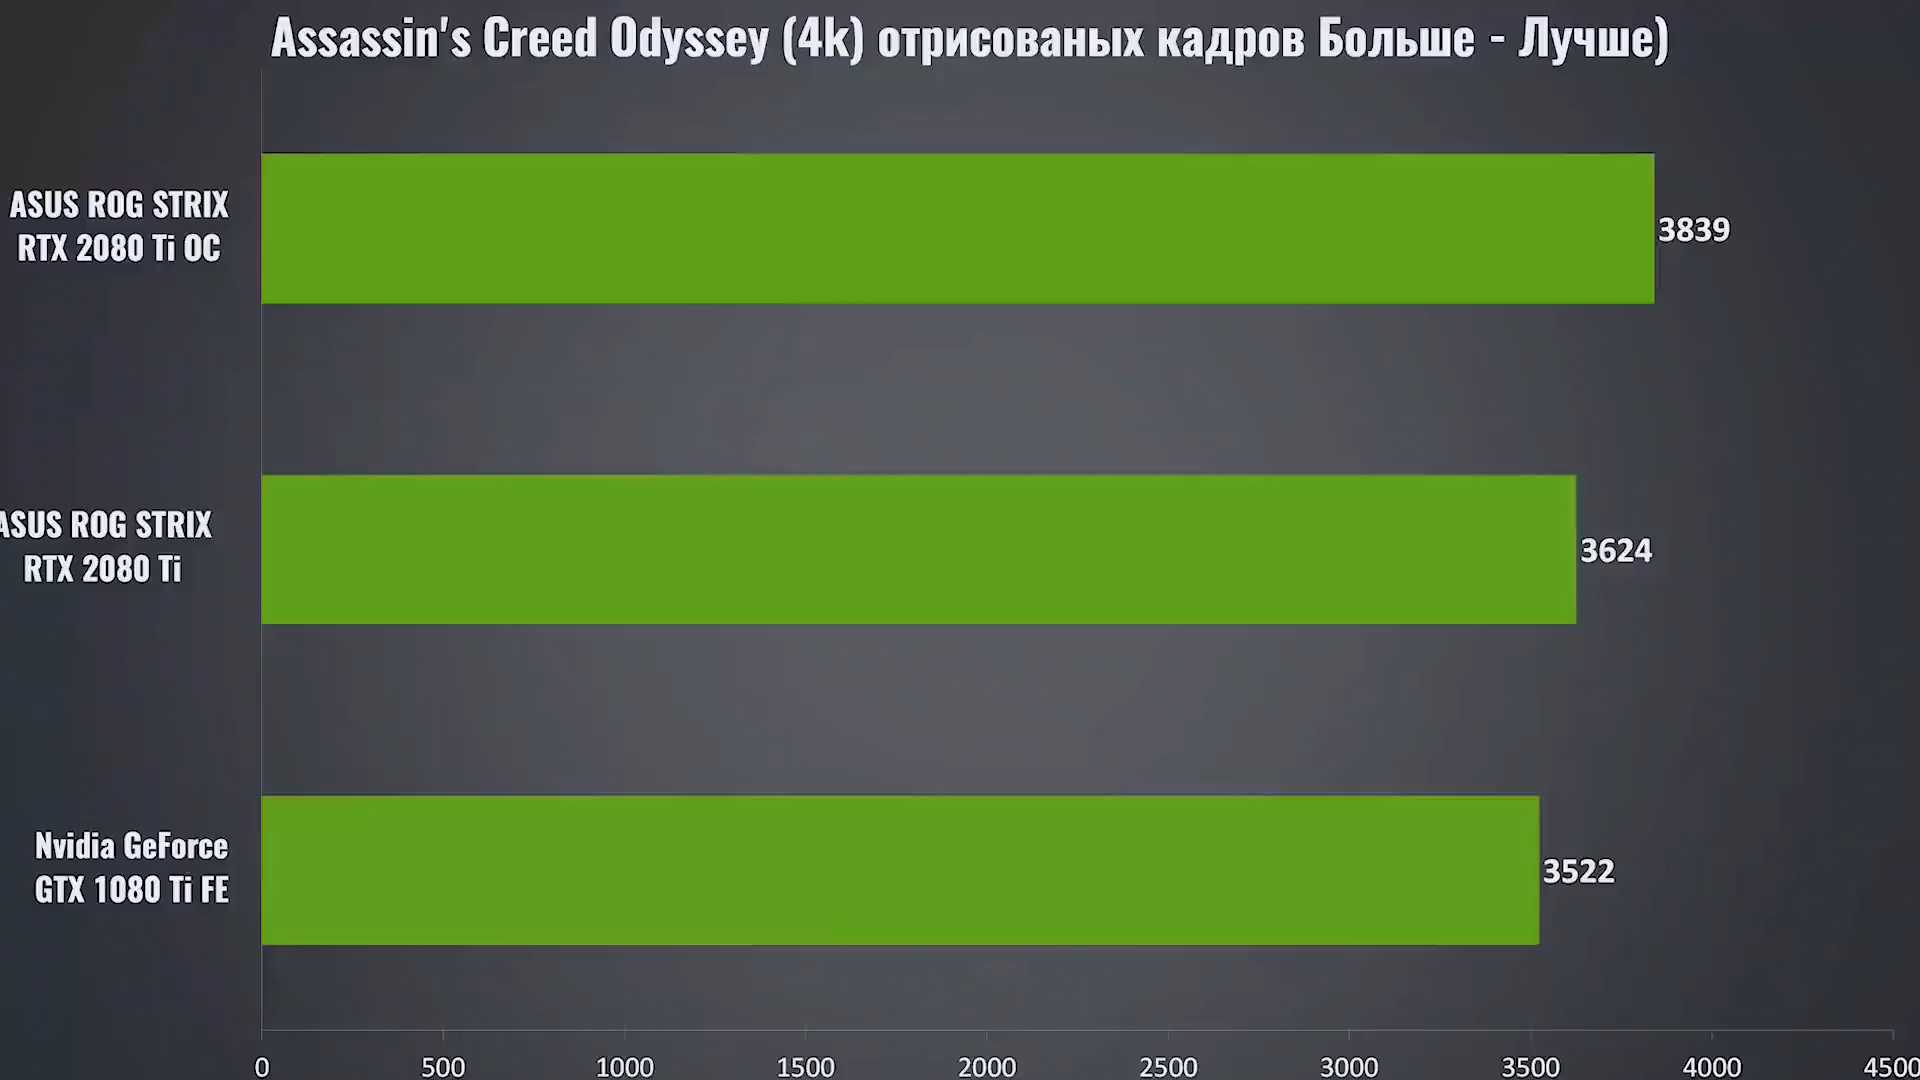 Assassin's Creed Odyssey (4k) отрисованых кадров Больше - Лучше)
ASUS ROG STRIX
RTX 2080 Ti OC
3839
ASUS ROG STRIX
RTX 2080 Ti
3624
Nvidia GeForce
GTX 1080 Ti FE
3522
0 500 1000 1500 2000 2500 3000 3500 4000 4500